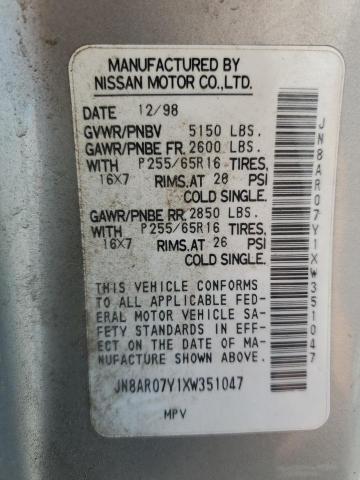 MANUFACTURED BY
NISSAN MOTOR CO.,LTD.
DATE 12/98
GVWR/PNBV 5150 LBS.
GAWR/PNBE FR. 2600 LBS.
WITH P255/65R16 TIRES,
16X7 RIMS.AT 26 PSI
COLD SINGLE.
GAWR/PNBE RR. 2850 LBS.
WITH P255/65R16 TIRES,
16X7 RIMS.AT 26 PSI
COLD SINGLE.
THIS VEHICLE CONFORMS
TO ALL APPLICABLE FED-
ERAL MOTOR VEHICLE SA-
FETY STANDARDS IN EFF-
ECT ON THE DATE OF MA-
NUFACTURE SHOWN ABOVE.
JN8AR07Y1XW351047
MPV
JN8AR07Y1XW351047